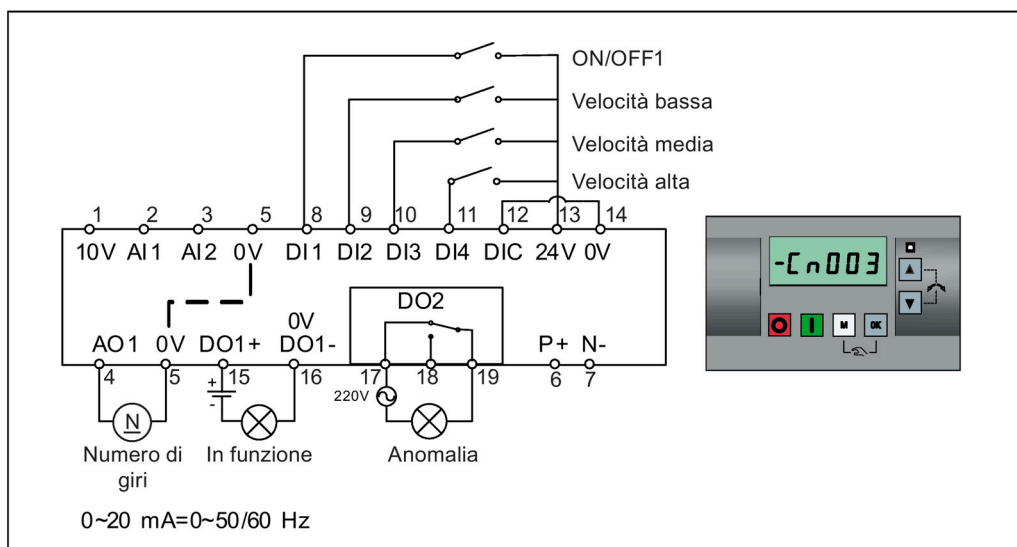 ON/OFF1
Velocità bassa
Velocità media
Velocità alta
1 2 3 5 8 9 10 11 12 13 14
10V AI1 AI2 0V DI1 DI2 DI3 DI4 DIC 24V 0V
-Cn003
DO2
0V
AO1 0V DO1+ DO1- P+ N-
4 5 15 16 17 18 19 6 7
+
-
220V
N
M OK
Numero di giri
In funzione
Anomalia
0~20 mA=0~50/60 Hz